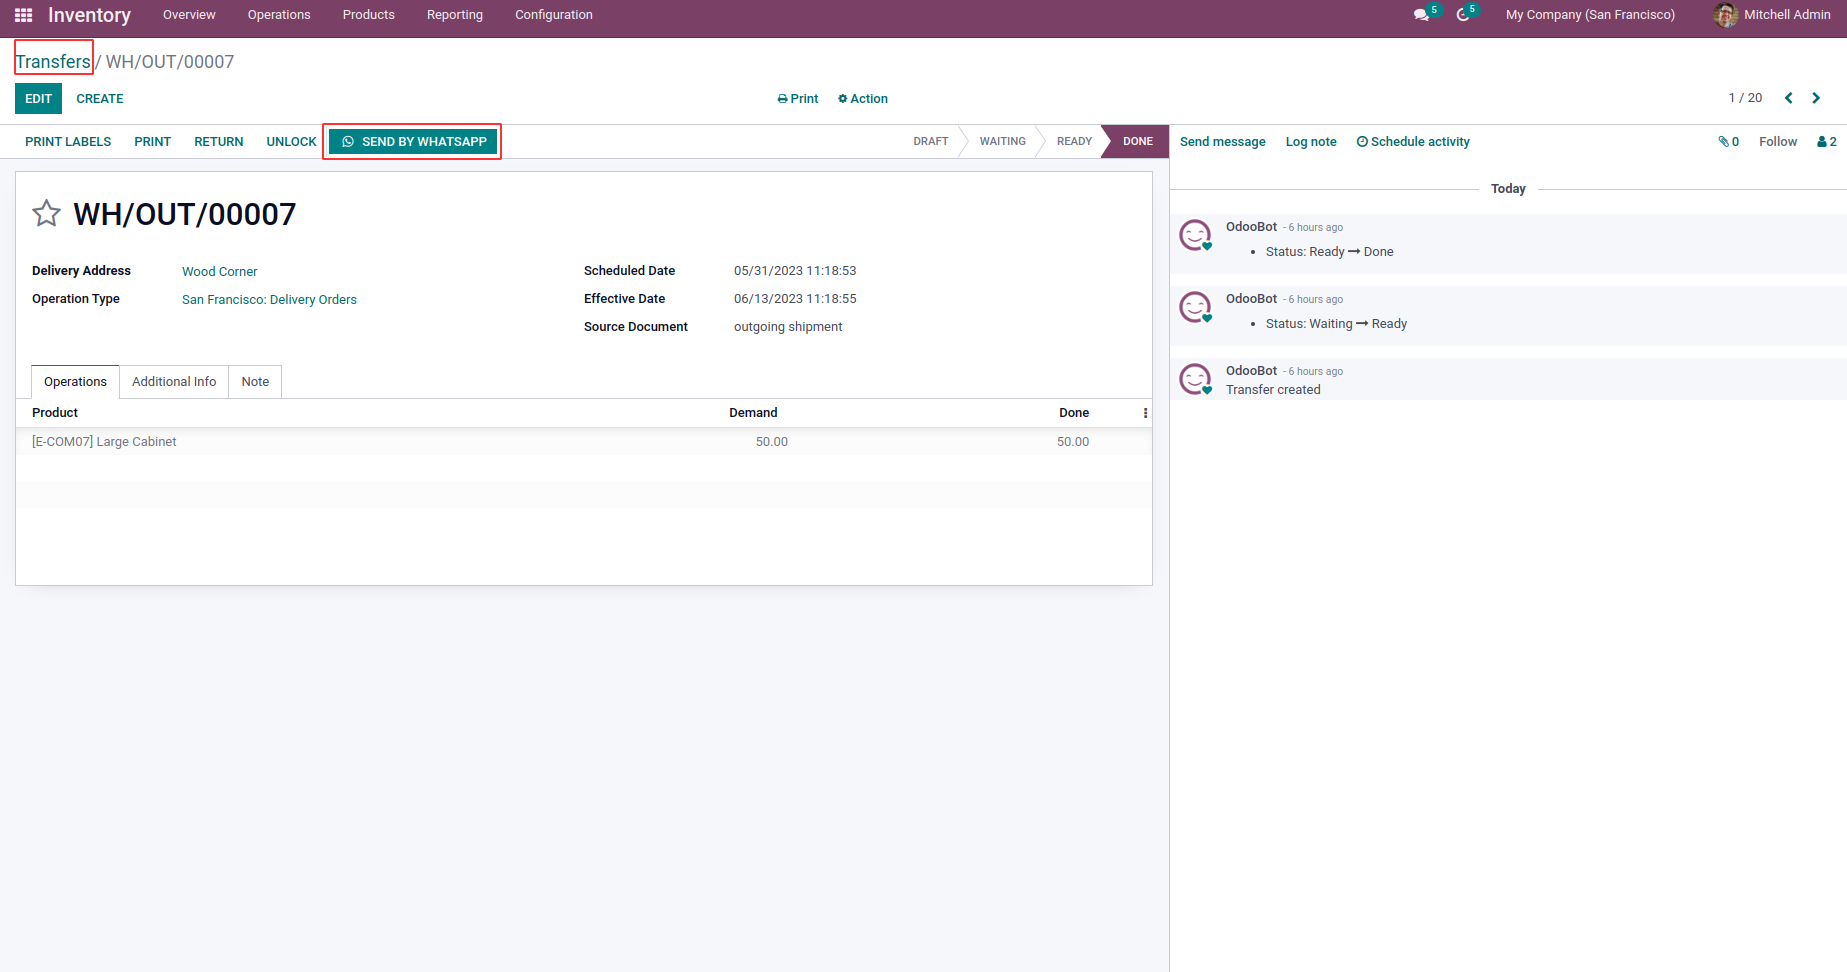 Inventory Overview Operations Products Reporting Configuration 5 5 My Company (San Francisco) Mitchell Admin
Transfers / WH/OUT/00007
EDIT CREATE Print Action 1 / 20
PRINT LABELS PRINT RETURN UNLOCK SEND BY WHATSAPP DRAFT WAITING READY DONE
Send message Log note Schedule activity 0 Follow 2
WH/OUT/00007
Delivery Address Wood Corner
Operation Type San Francisco: Delivery Orders
Scheduled Date 05/31/2023 11:18:53
Effective Date 06/13/2023 11:18:55
Source Document outgoing shipment
Operations Additional Info Note
Product Demand Done
[E-COM07] Large Cabinet 50.00 50.00
Today
OdooBot - 6 hours ago
• Status: Ready → Done
OdooBot - 6 hours ago
• Status: Waiting → Ready
OdooBot - 6 hours ago
Transfer created